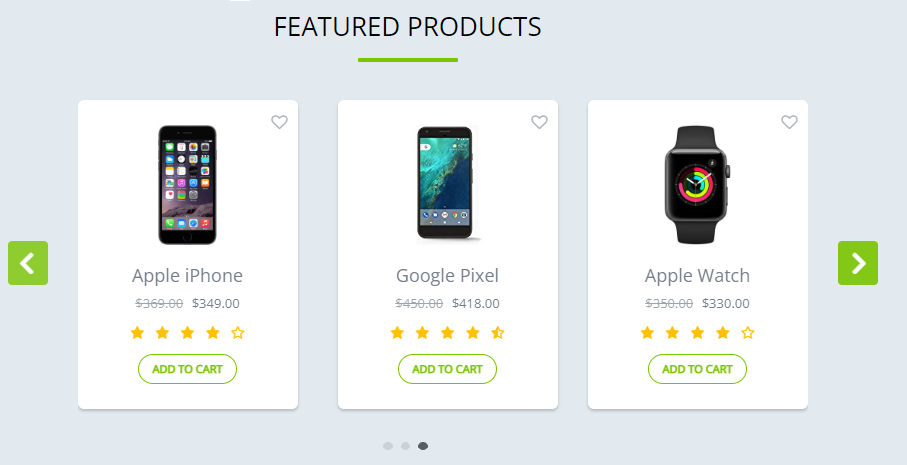 FEATURED PRODUCTS
Apple iPhone
$369.00 $349.00
ADD TO CART
Google Pixel
$450.00 $418.00
ADD TO CART
Apple Watch
$350.00 $330.00
ADD TO CART